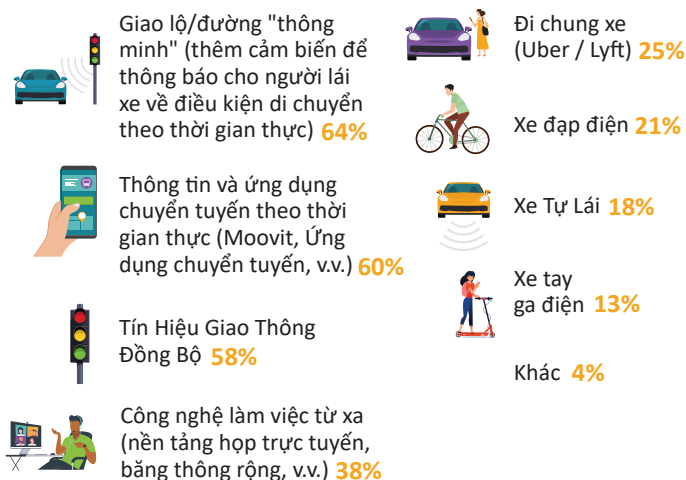 Giao lộ/đường "thông
minh" (thêm cảm biến để
thông báo cho người lái
xe về điều kiện di chuyển
theo thời gian thực) 64%
Thông tin và ứng dụng
chuyển tuyến theo thời
gian thực (Moovit, Ứng
dụng chuyển tuyến, v.v.) 60%
Tín Hiệu Giao Thông
Đồng Bộ 58%
Công nghệ làm việc từ xa
(nền tảng họp trực tuyến,
băng thông rộng, v.v.) 38%
Đi chung xe
(Uber / Lyft) 25%
Xe đạp điện 21%
Xe Tự Lái 18%
Xe tay
ga điện 13%
Khác 4%